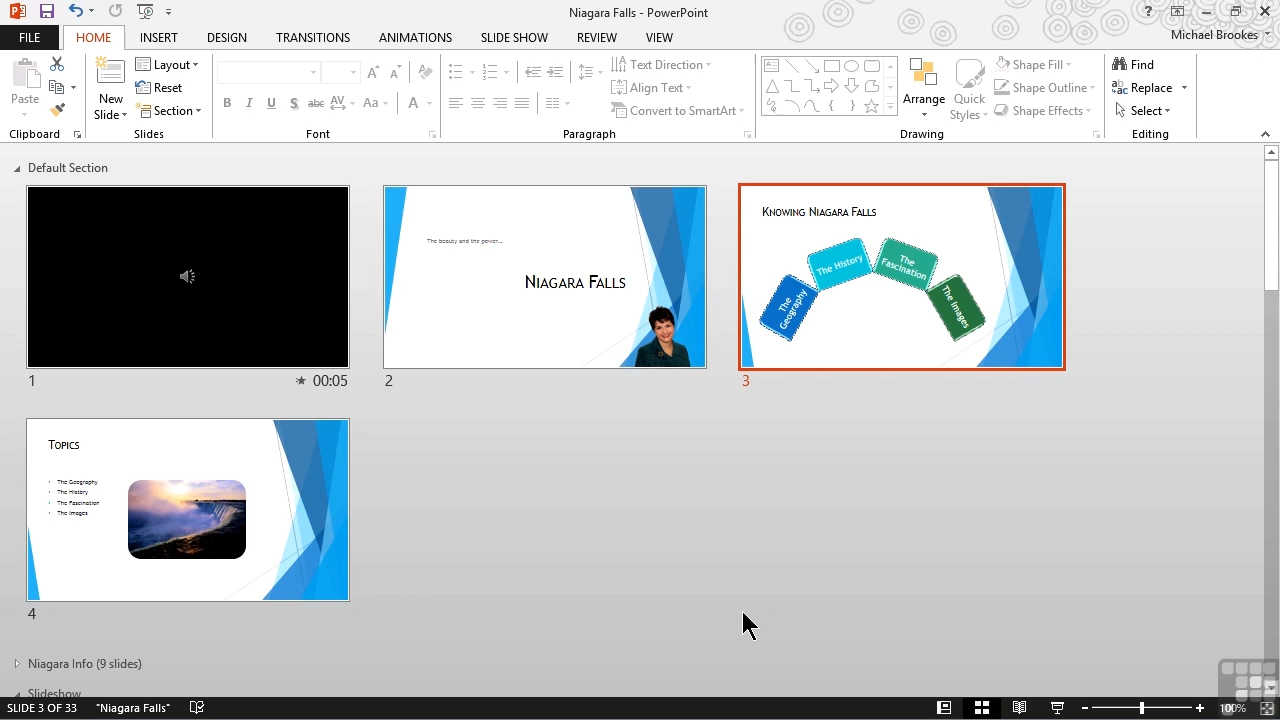 Niagara Falls - PowerPoint
?
Michael Brookes
FILE
HOME
INSERT
DESIGN
TRANSITIONS
ANIMATIONS
SLIDE SHOW
REVIEW
VIEW
Paste
New
Slide
Layout
Reset
Section
B I U S abc AV Aa A
Text Direction
Align Text
Convert to SmartArt
Arrange
Quick
Styles
Shape Fill
Shape Outline
Shape Effects
Find
Replace
Select
Clipboard
Slides
Font
Paragraph
Drawing
Editing
Default Section
1
00:05
The beauty and the power...
Niagara Falls
2
Knowing Niagara Falls
The
Geography
The History
The
Fascination
The Images
3
Topics
• The Geography
• The History
• The Fascination
• The Images
4
Niagara Info (9 slides)
Slideshow
SLIDE 3 OF 33
"Niagara Falls"
100%